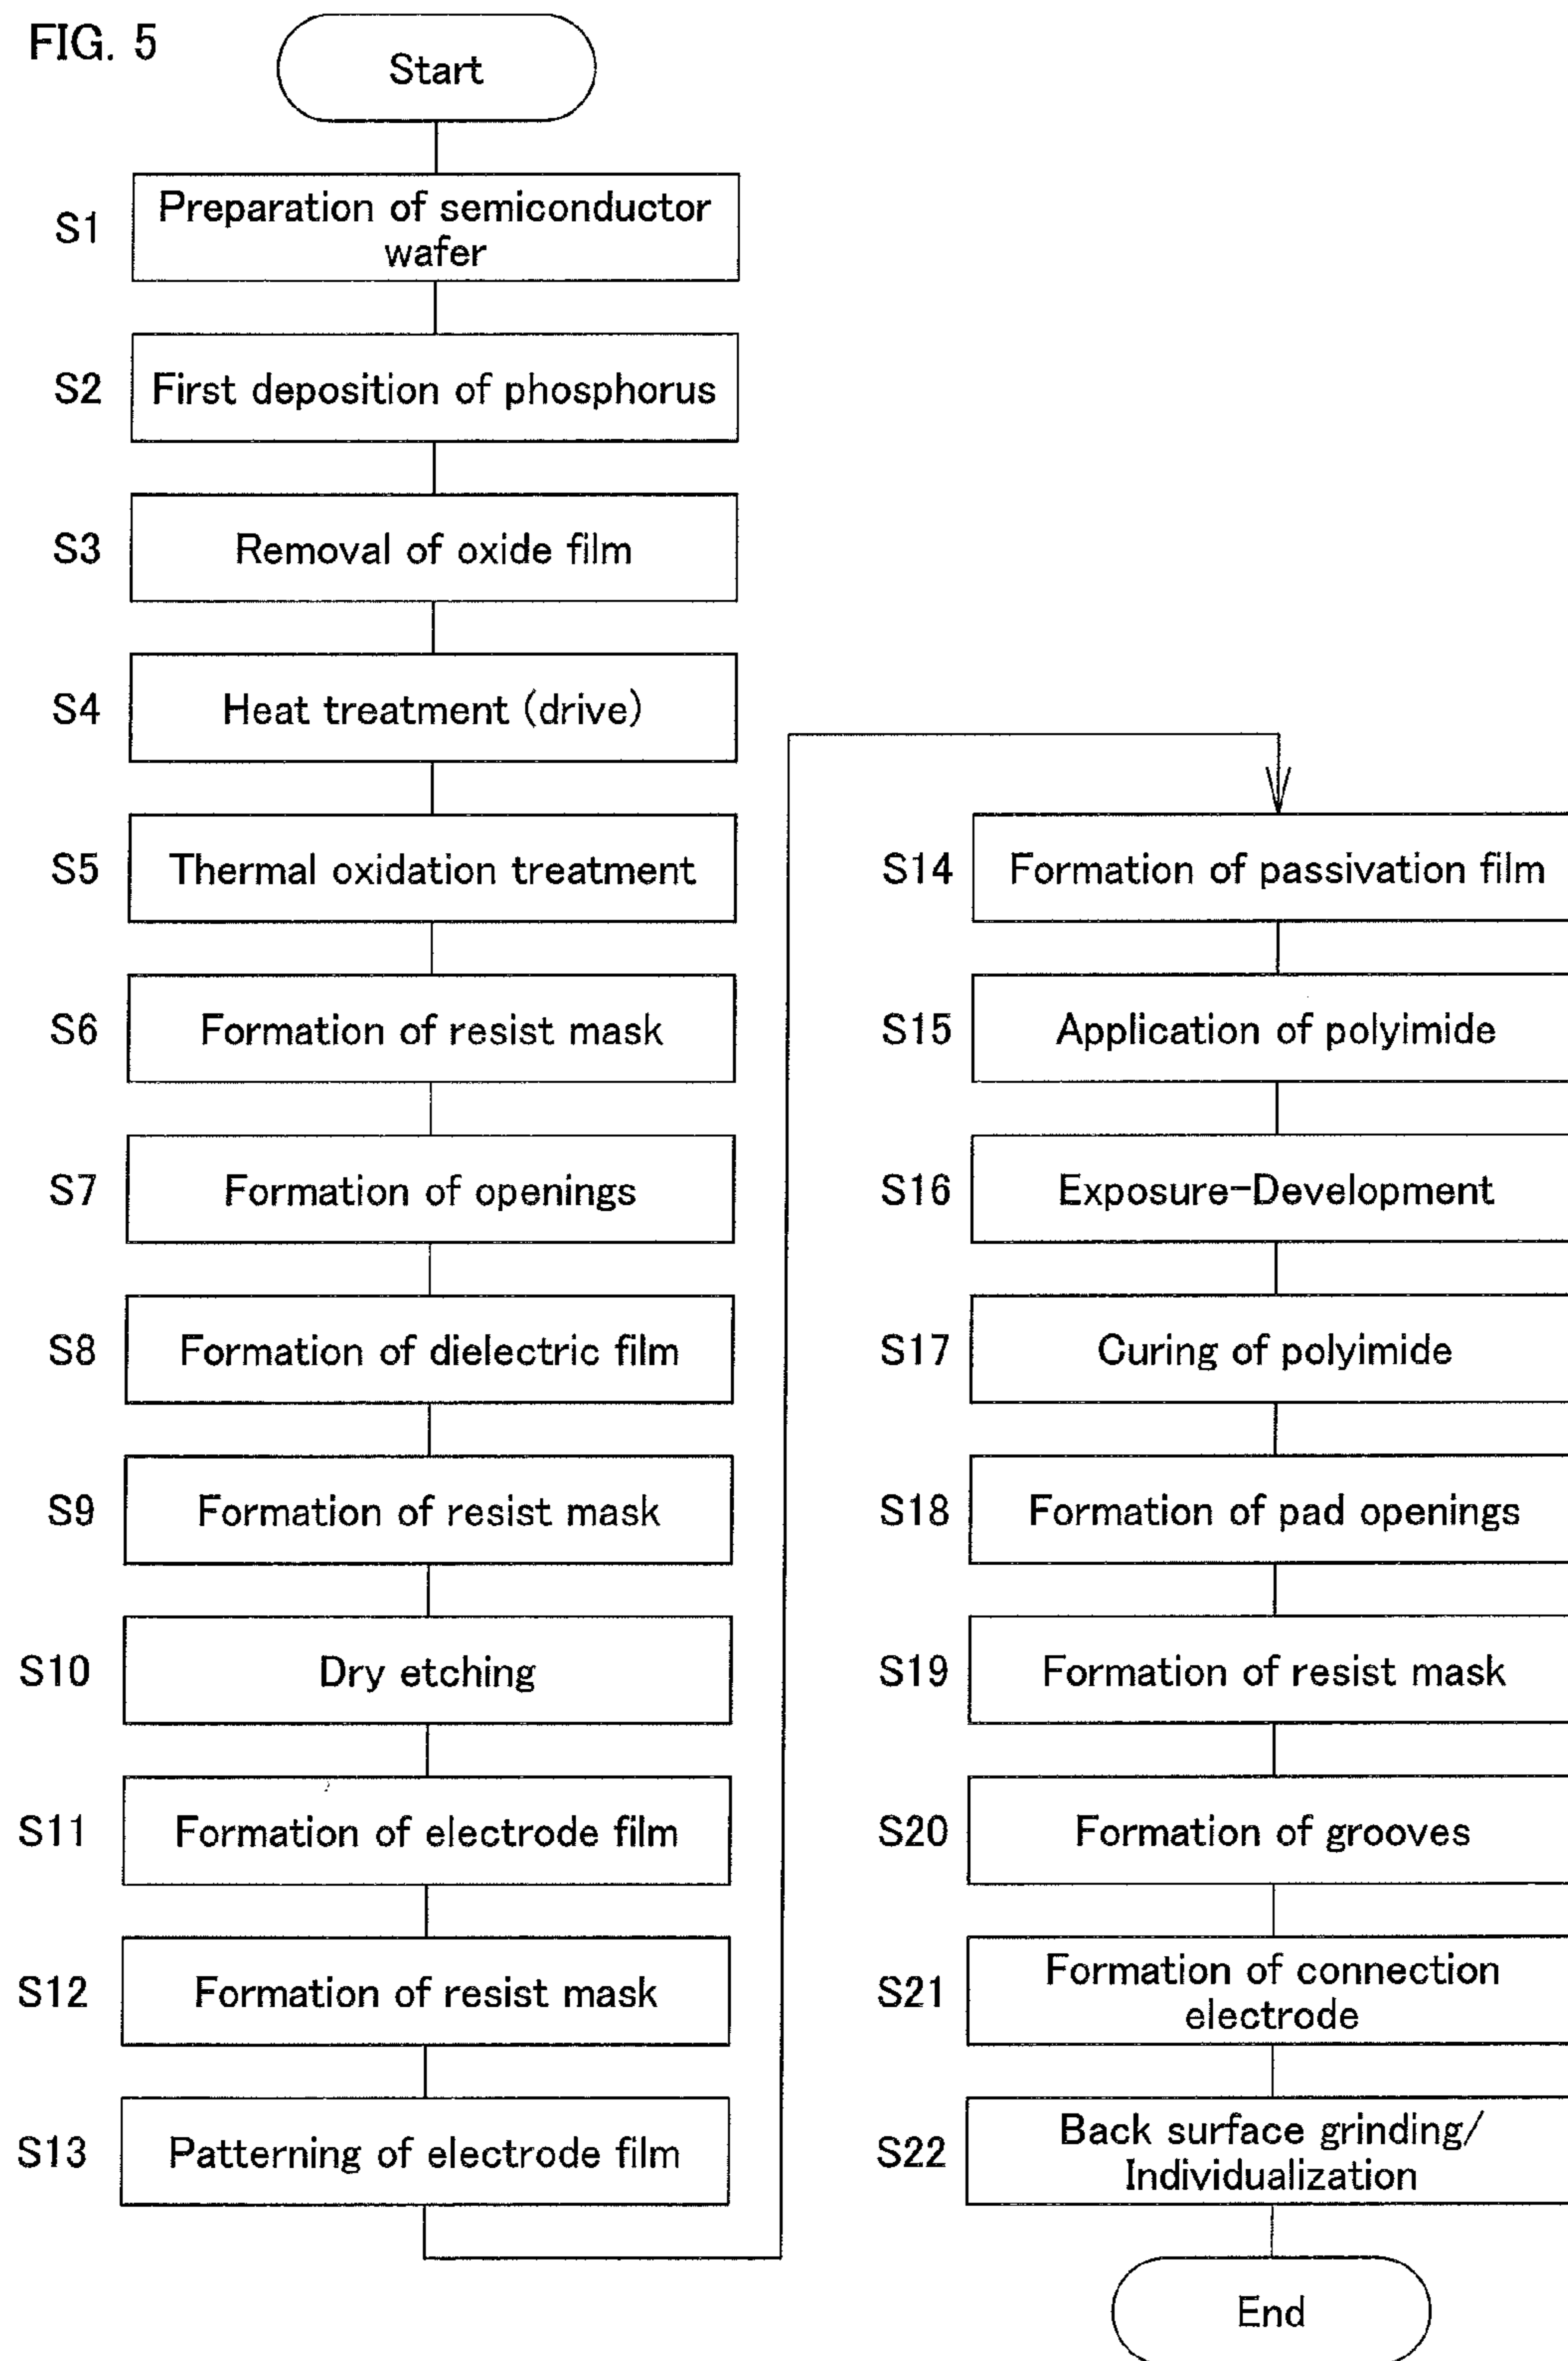 FIG. 5
Start
S1
Preparation of semiconductor
wafer
S2
First deposition of phosphorus
S3
Removal of oxide film
S4
Heat treatment (drive)
S5
Thermal oxidation treatment
S6
Formation of resist mask
S7
Formation of openings
S8
Formation of dielectric film
S9
Formation of resist mask
S10
Dry etching
S11
Formation of electrode film
S12
Formation of resist mask
S13
Patterning of electrode film
S14
Formation of passivation film
S15
Application of polyimide
S16
Exposure-Development
S17
Curing of polyimide
S18
Formation of pad openings
S19
Formation of resist mask
S20
Formation of grooves
S21
Formation of connection
electrode
S22
Back surface grinding/
Individualization
End